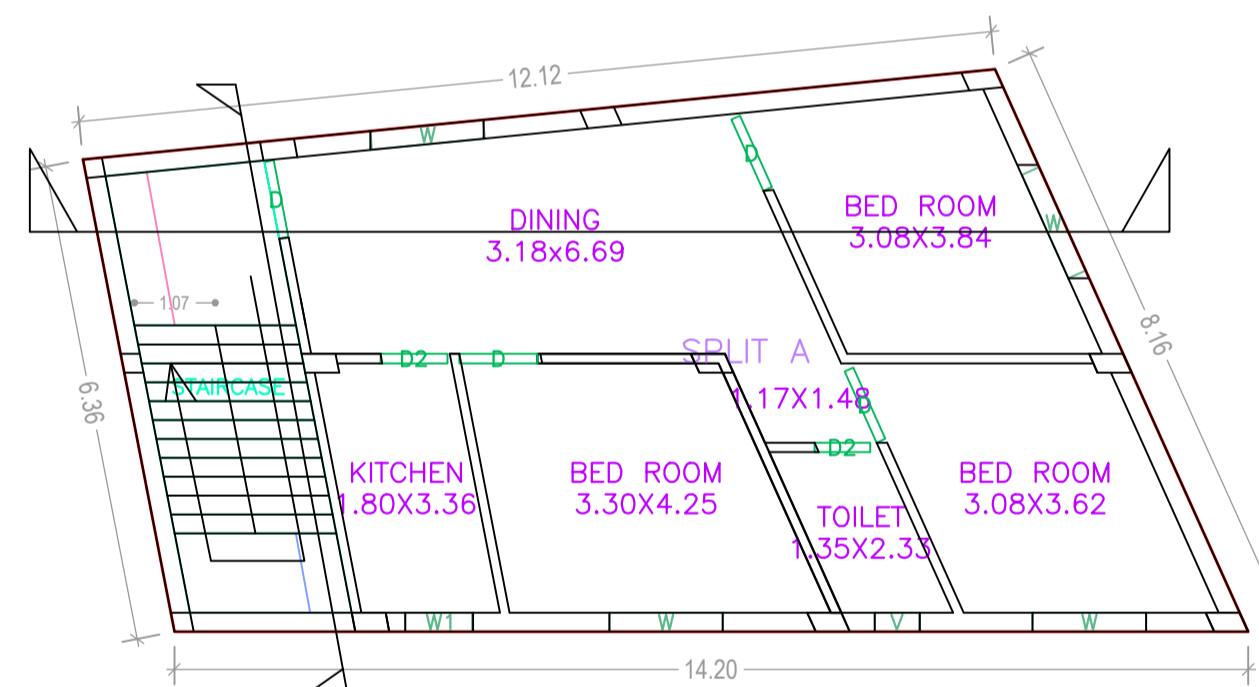 12.12
W
D
D
BED ROOM
3.08X3.84
W
DINING
3.18x6.69
1.07
SPLIT A
1.17X1.48
D
D2
D
STAIRCASE
6.36
8.16
D2
KITCHEN
1.80X3.36
BED ROOM
3.30X4.25
TOILET
1.35X2.33
BED ROOM
3.08X3.62
W1
W
V
W
14.20